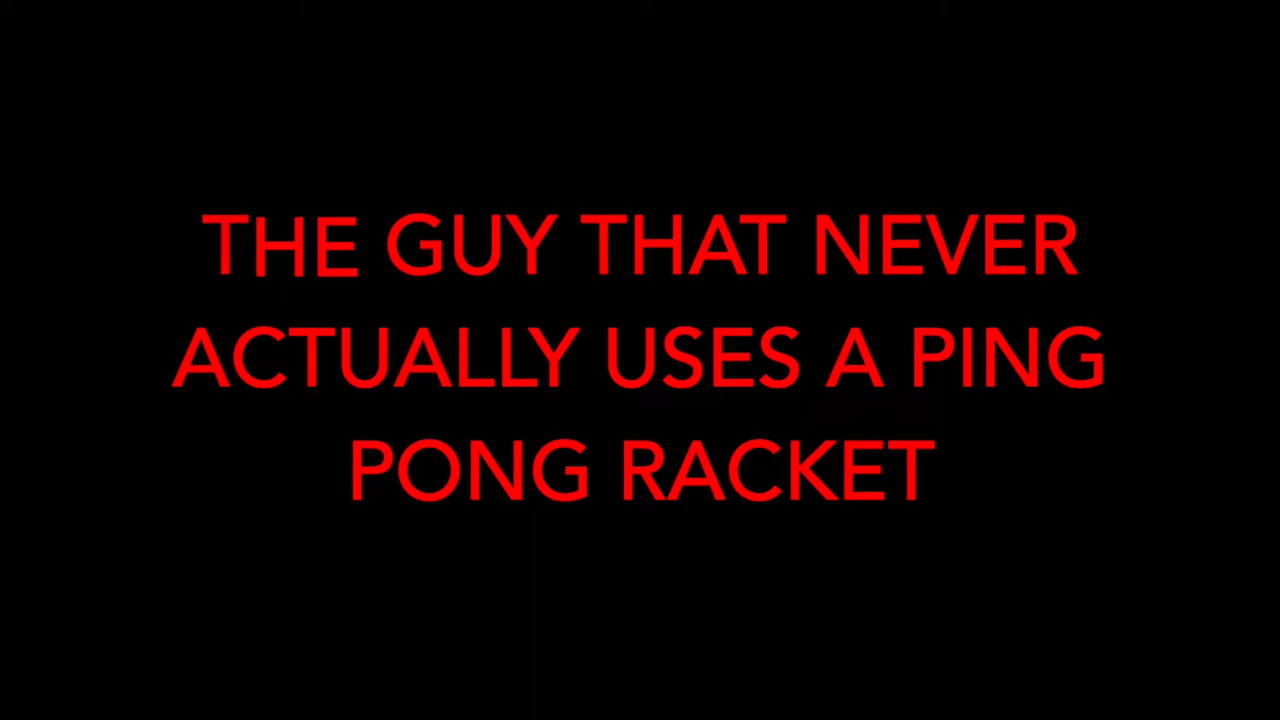 THE GUY THAT NEVER
ACTUALLY USES A PING
PONG RACKET